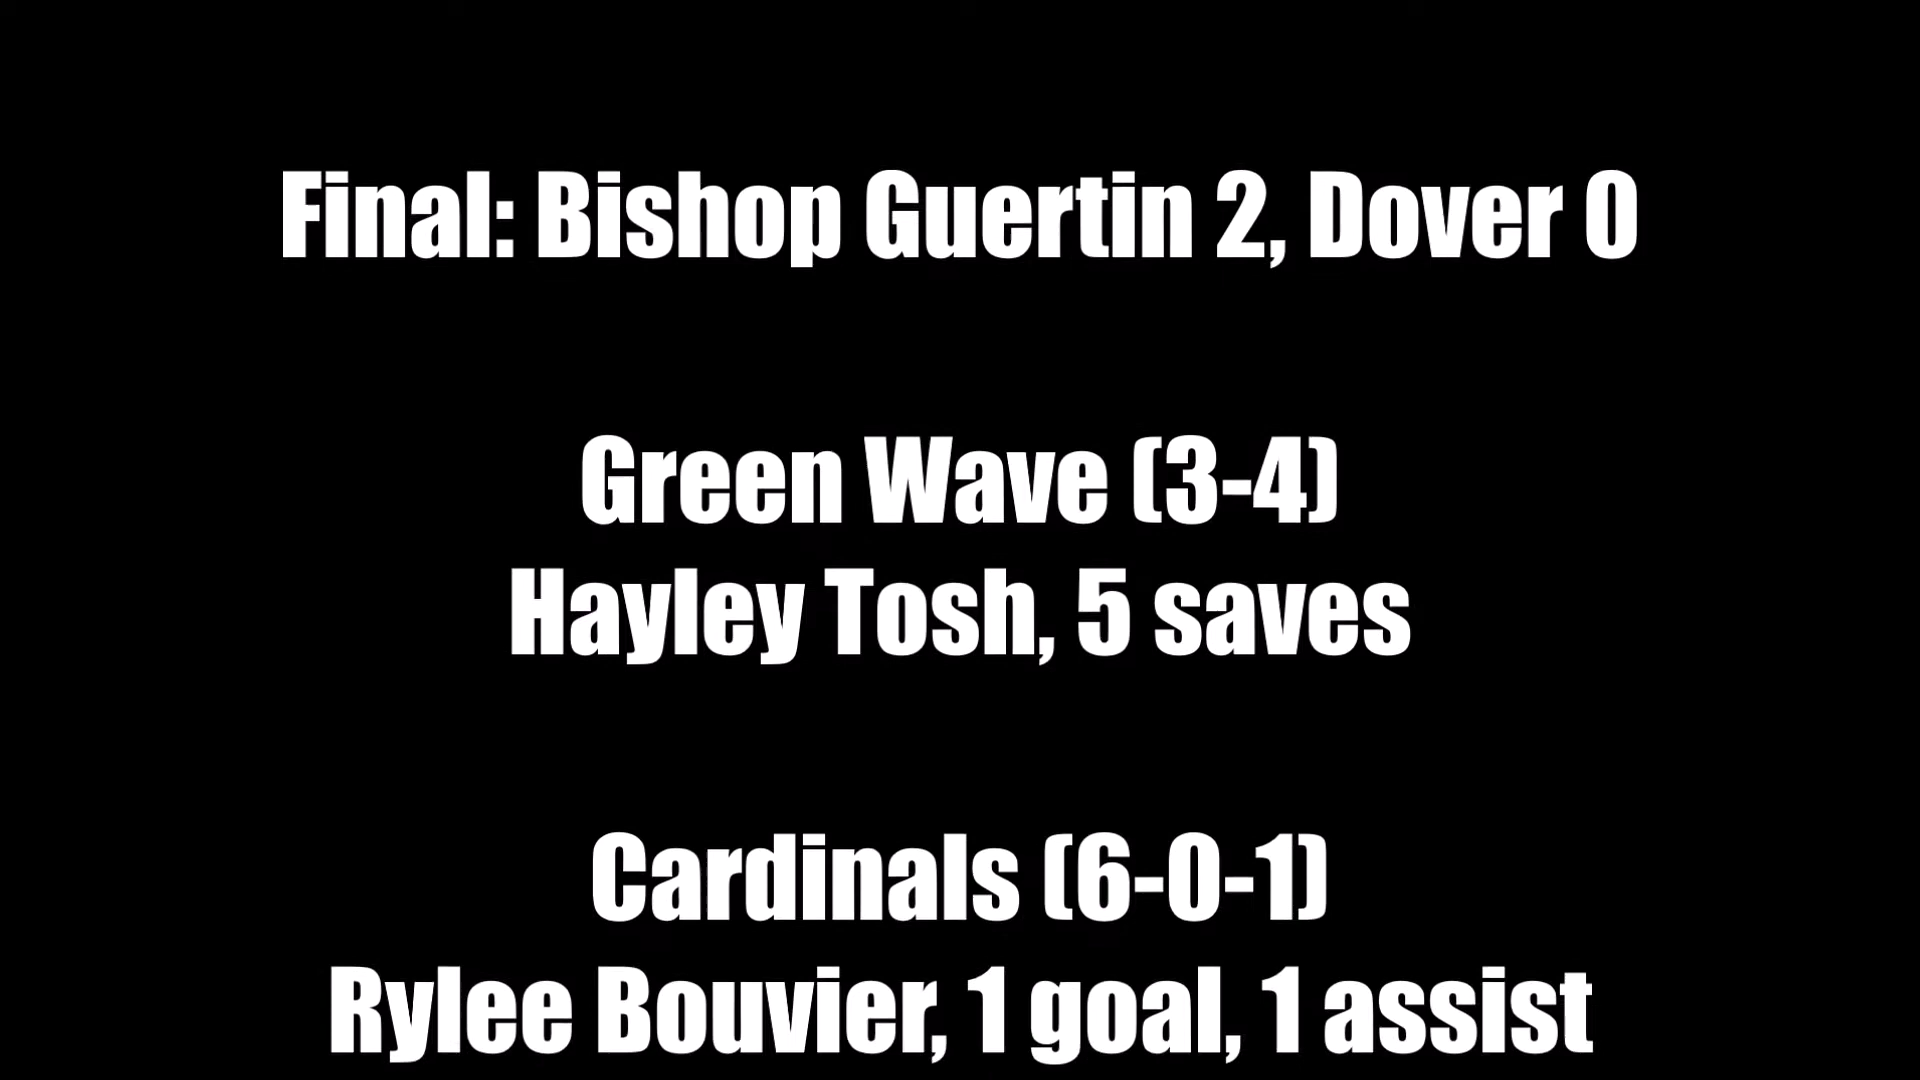 Final: Bishop Guertin 2, Dover 0
Green Wave (3-4)
Hayley Tosh, 5 saves
Cardinals (6-0-1)
Rylee Bouvier, 1 goal, 1 assist